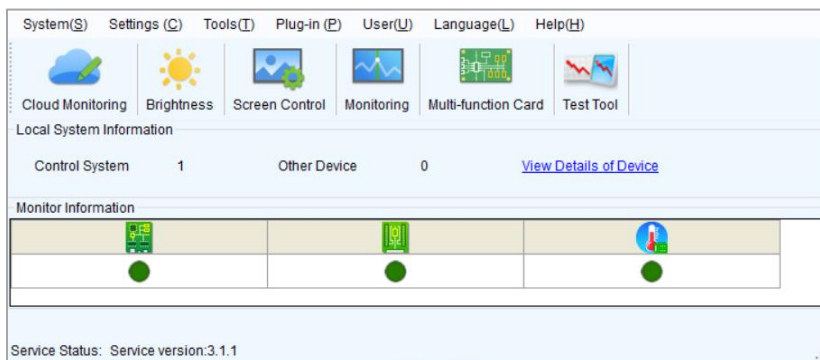 System(S) Settings (C) Tools(T) Plug-in (P) User(U) Language(L) Help(H)
Cloud Monitoring Brightness Screen Control Monitoring Multi-function Card Test Tool
Local System Information
Control System 1 Other Device 0 View Details of Device
Monitor Information
Service Status: Service version:3.1.1